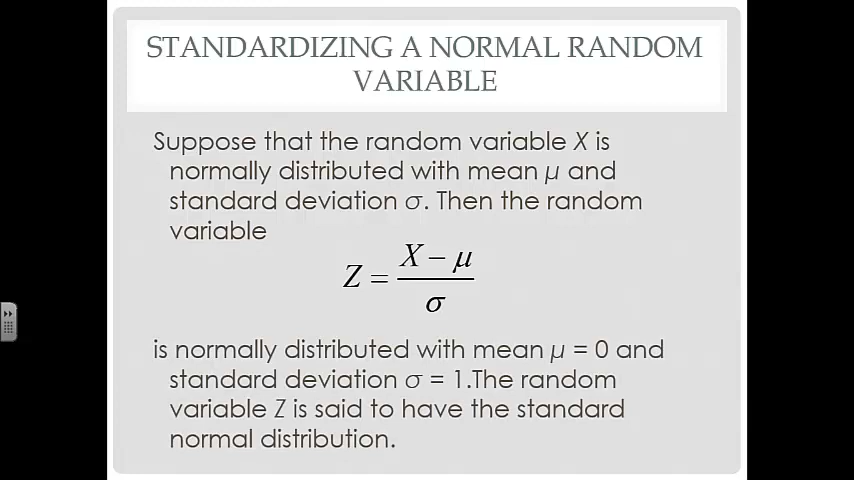 STANDARDIZING A NORMAL RANDOM
VARIABLE
Suppose that the random variable X is
normally distributed with mean μ and
standard deviation σ. Then the random
variable
Z = (X − μ) / σ
is normally distributed with mean μ = 0 and
standard deviation σ = 1.The random
variable Z is said to have the standard
normal distribution.